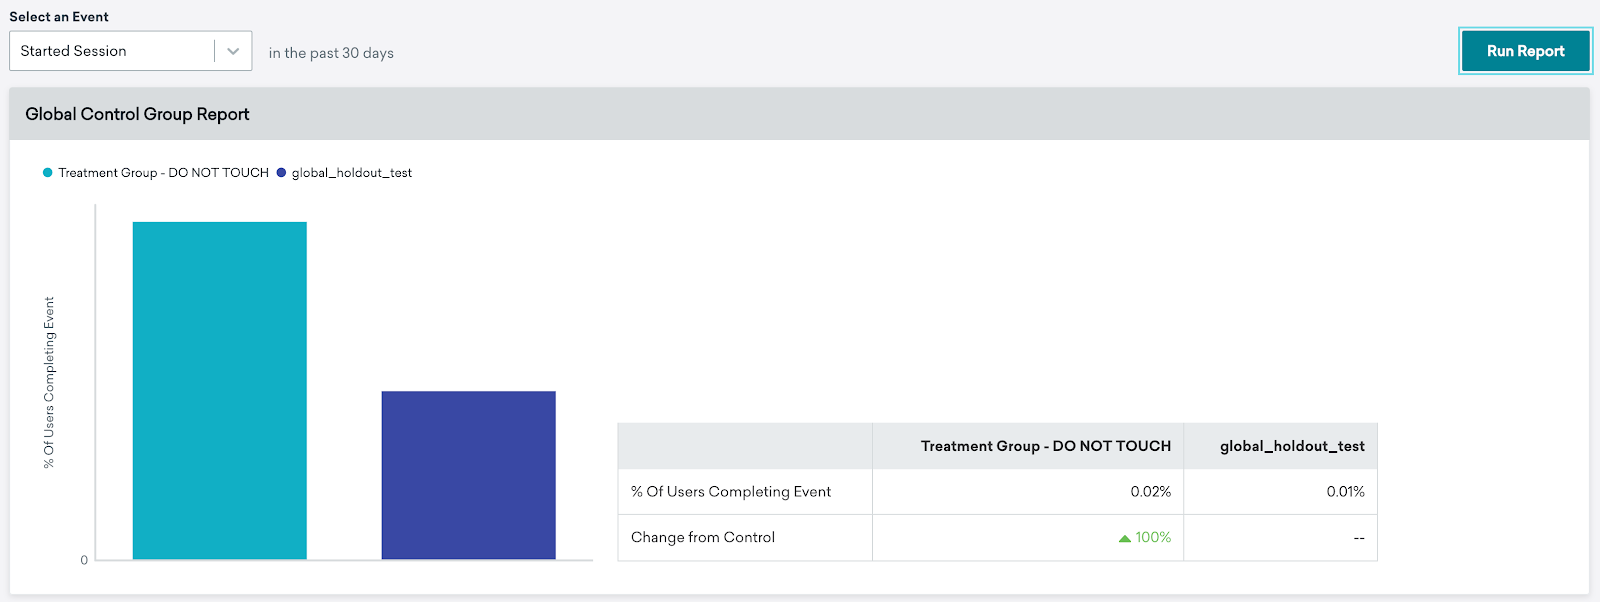 Select an Event
Started Session
in the past 30 days
Run Report
Global Control Group Report
Treatment Group - DO NOT TOUCH
global_holdout_test
% Of Users Completing Event
0
Treatment Group - DO NOT TOUCH
global_holdout_test
% Of Users Completing Event
0.02%
0.01%
Change from Control
100%
--